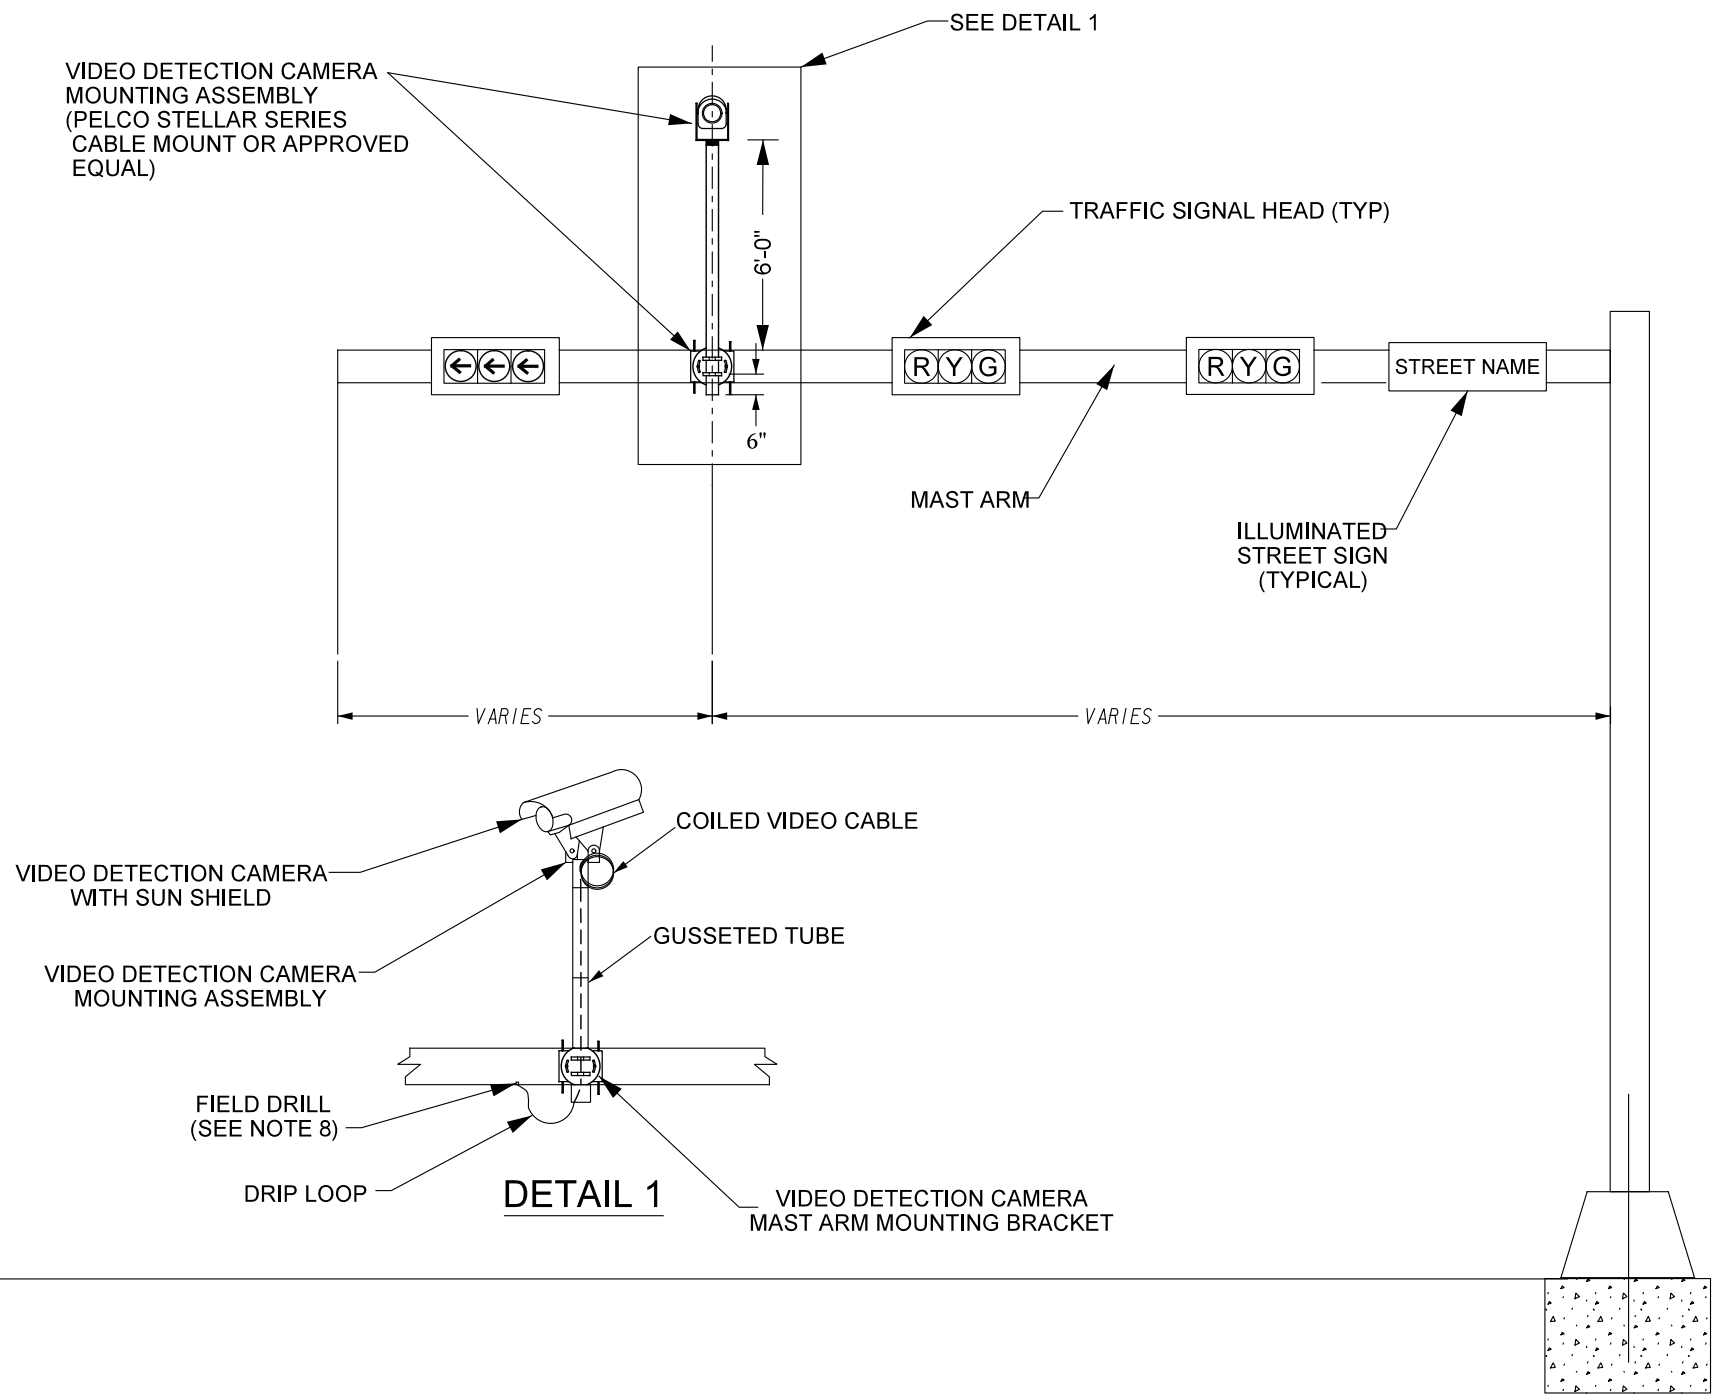 SEE DETAIL 1
VIDEO DETECTION CAMERA
MOUNTING ASSEMBLY
(PELCO STELLAR SERIES
CABLE MOUNT OR APPROVED
EQUAL)
TRAFFIC SIGNAL HEAD (TYP)
6'-0"
R Y G
R Y G
STREET NAME
6"
MAST ARM
ILLUMINATED
STREET SIGN
(TYPICAL)
VARIES
VARIES
COILED VIDEO CABLE
VIDEO DETECTION CAMERA
WITH SUN SHIELD
GUSSETED TUBE
VIDEO DETECTION CAMERA
MOUNTING ASSEMBLY
FIELD DRILL
(SEE NOTE 8)
DRIP LOOP
DETAIL 1
VIDEO DETECTION CAMERA
MAST ARM MOUNTING BRACKET